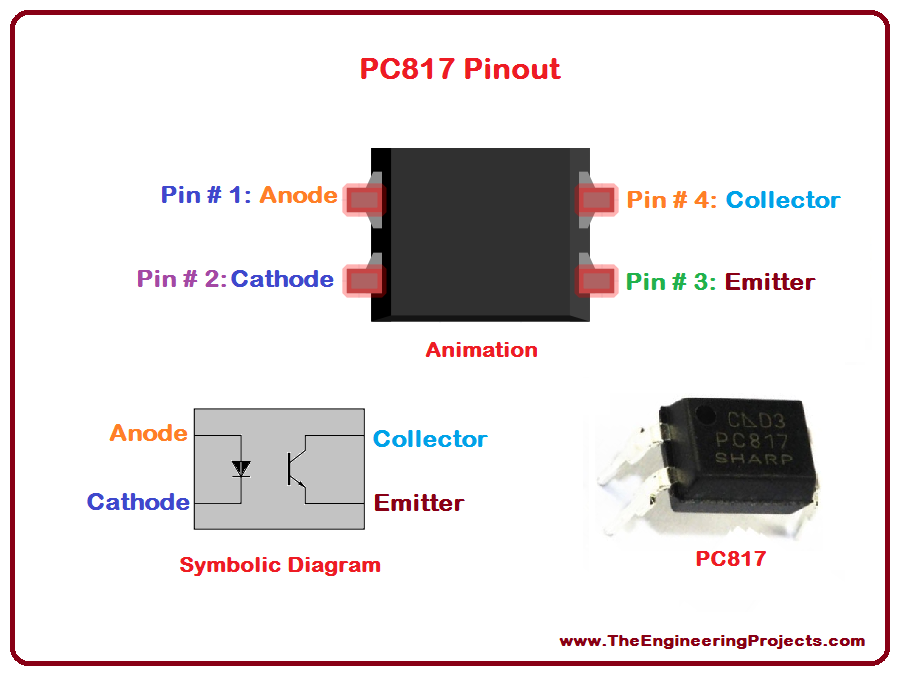 PC817 Pinout
Pin # 1: Anode
Pin # 4: Collector
Pin # 2: Cathode
Pin # 3: Emitter
Animation
Anode
Collector
Cathode
Emitter
Symbolic Diagram
PC817
SHARP
PC817
www.TheEngineeringProjects.com